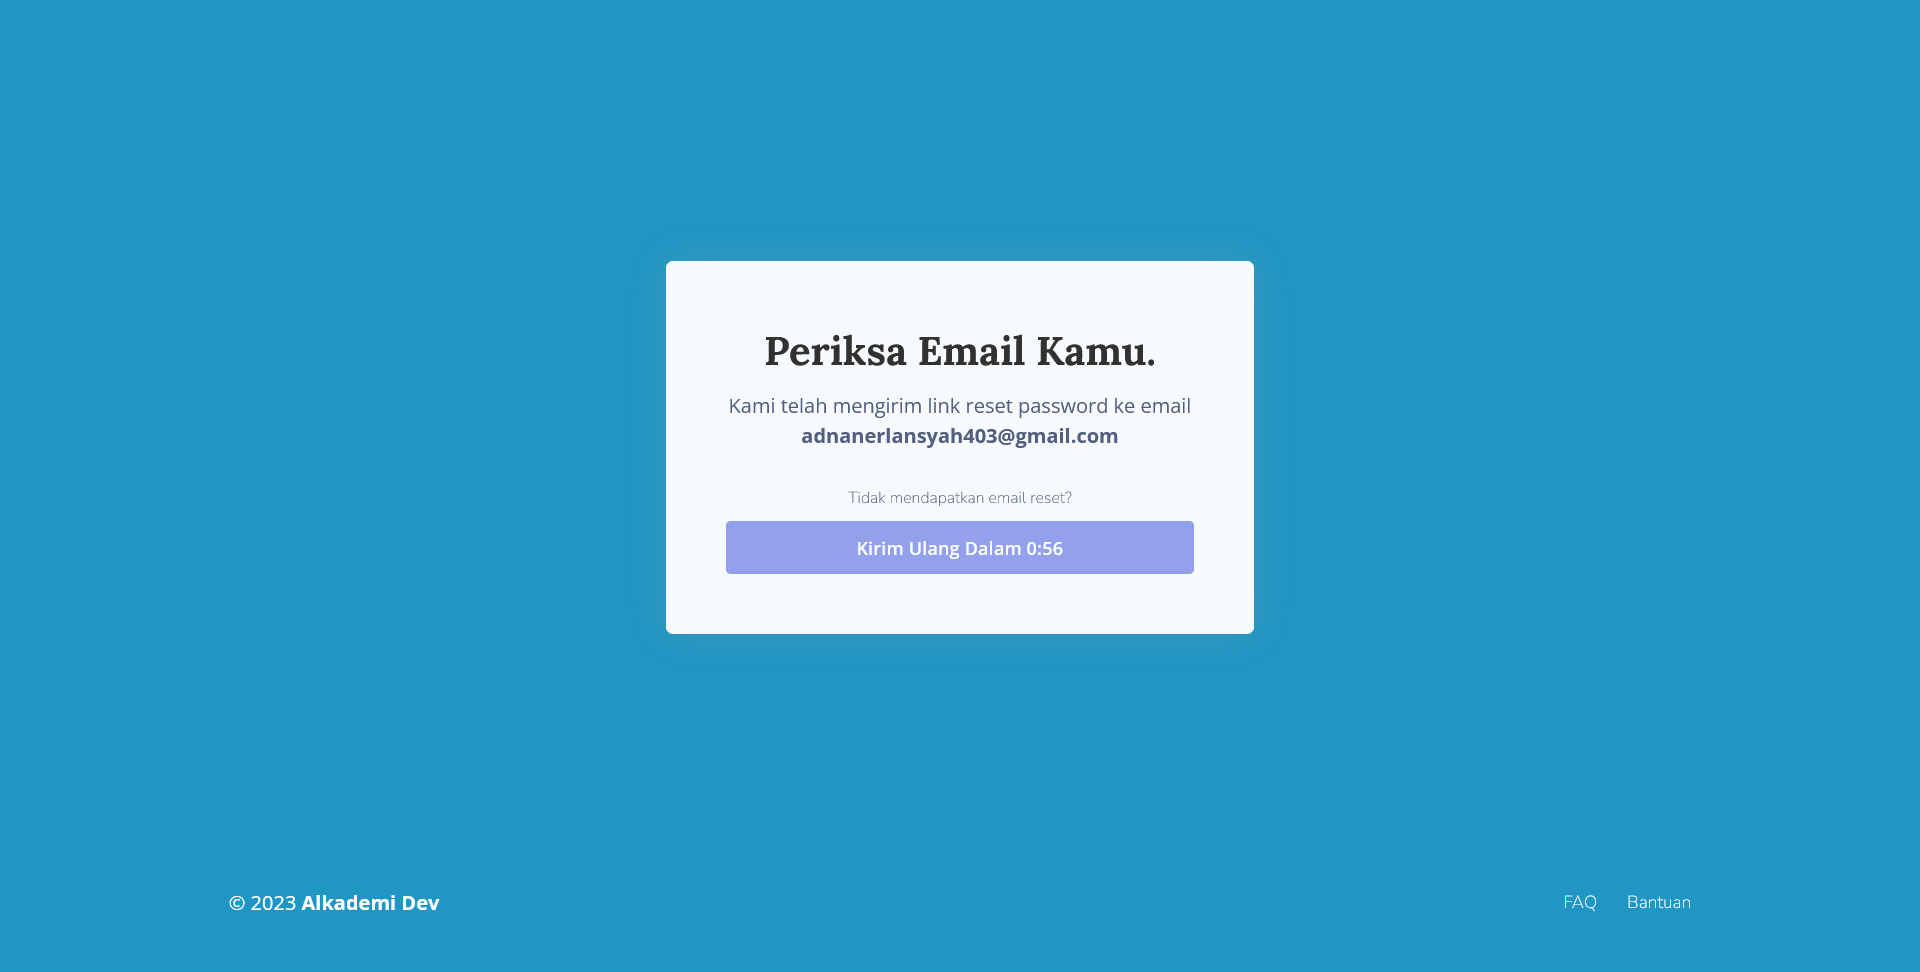 Periksa Email Kamu.
Kami telah mengirim link reset password ke email
adnanerlansyah403@gmail.com
Tidak mendapatkan email reset?
Kirim Ulang Dalam 0:56
© 2023 Alkademi Dev
FAQ Bantuan